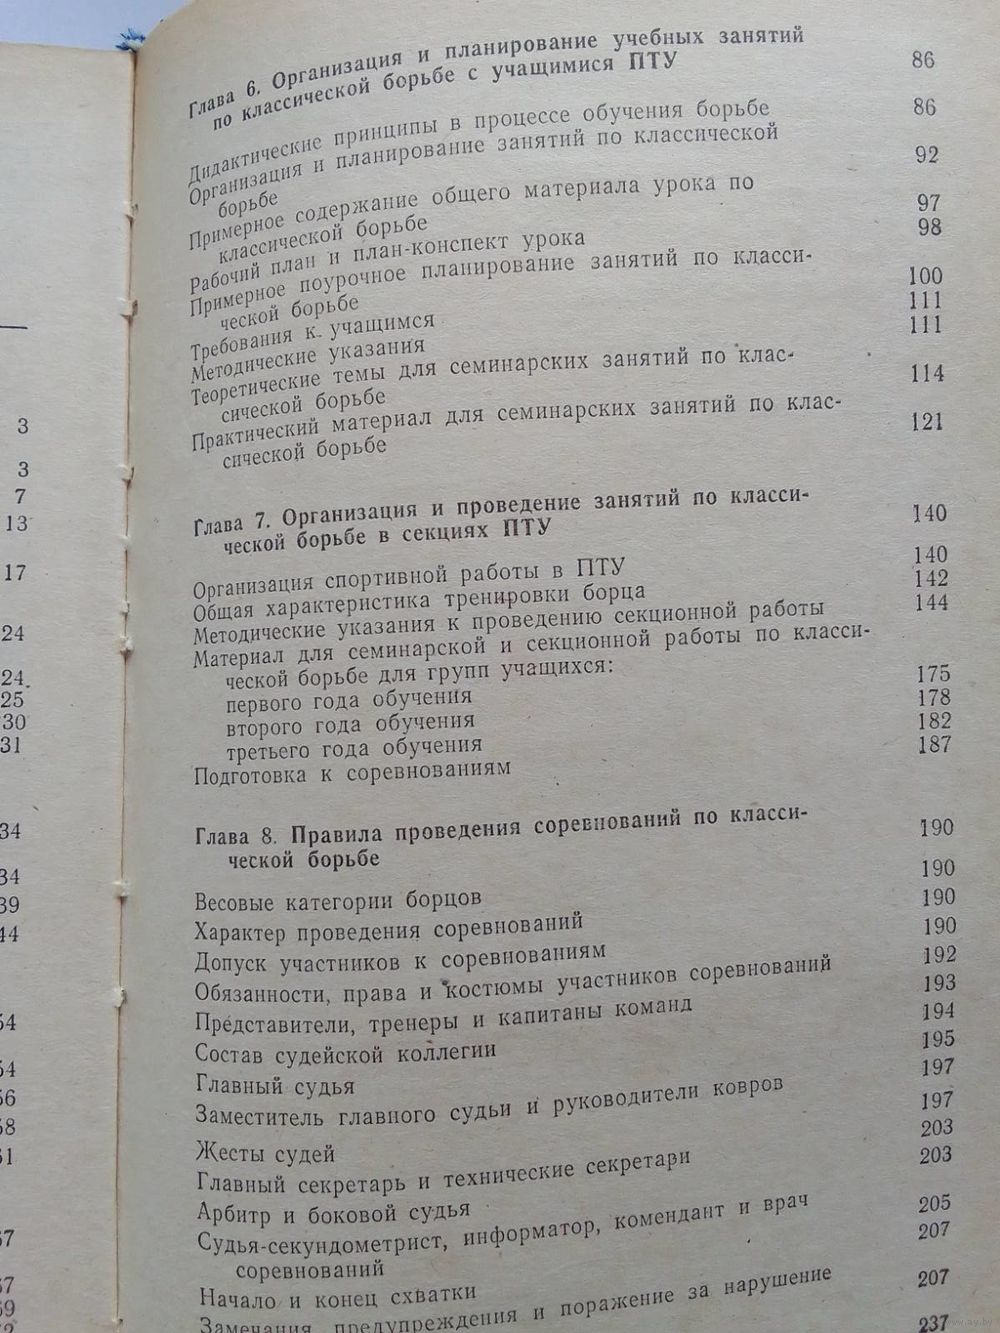 3
3
7
13
17
24
24
25
30
31
34
34
39
44
54
54
56
58
61
67
67
69
Глава 6. Организация и планирование учебных занятий
по классической борьбе с учащимися ПТУ 86
Дидактические принципы в процессе обучения борьбе 86
Организация и планирование занятий по классической
борьбе 92
Примерное содержание общего материала урока по
классической борьбе 97
Рабочий план и план-конспект урока 98
Примерное поурочное планирование занятий по класси-
ческой борьбе 100
Требования к учащимся 111
Методические указания 111
Теоретические темы для семинарских занятий по клас-
сической борьбе 114
Практический материал для семинарских занятий по клас-
сической борьбе 121
Глава 7. Организация и проведение занятий по класси-
ческой борьбе в секциях ПТУ 140
Организация спортивной работы в ПТУ 140
Общая характеристика тренировки борца 142
Методические указания к проведению секционной работы 144
Материал для семинарской и секционной работы по класси-
ческой борьбе для групп учащихся:
первого года обучения 175
второго года обучения 178
третьего года обучения 182
Подготовка к соревнованиям 187
Глава 8. Правила проведения соревнований по класси-
ческой борьбе 190
Весовые категории борцов 190
Характер проведения соревнований 190
Допуск участников к соревнованиям 190
Обязанности, права и костюмы участников соревнований 192
Представители, тренеры и капитаны команд 193
Состав судейской коллегии 194
Главный судья 195
Заместитель главного судьи и руководители ковров 197
Жесты судей 197
Главный секретарь и технические секретари 203
Арбитр и боковой судья 203
Судья-секундометрист, информатор, комендант и врач
соревнований 205
Начало и конец схватки 207
Замечания, предупреждения и поражение за нарушение 207
237